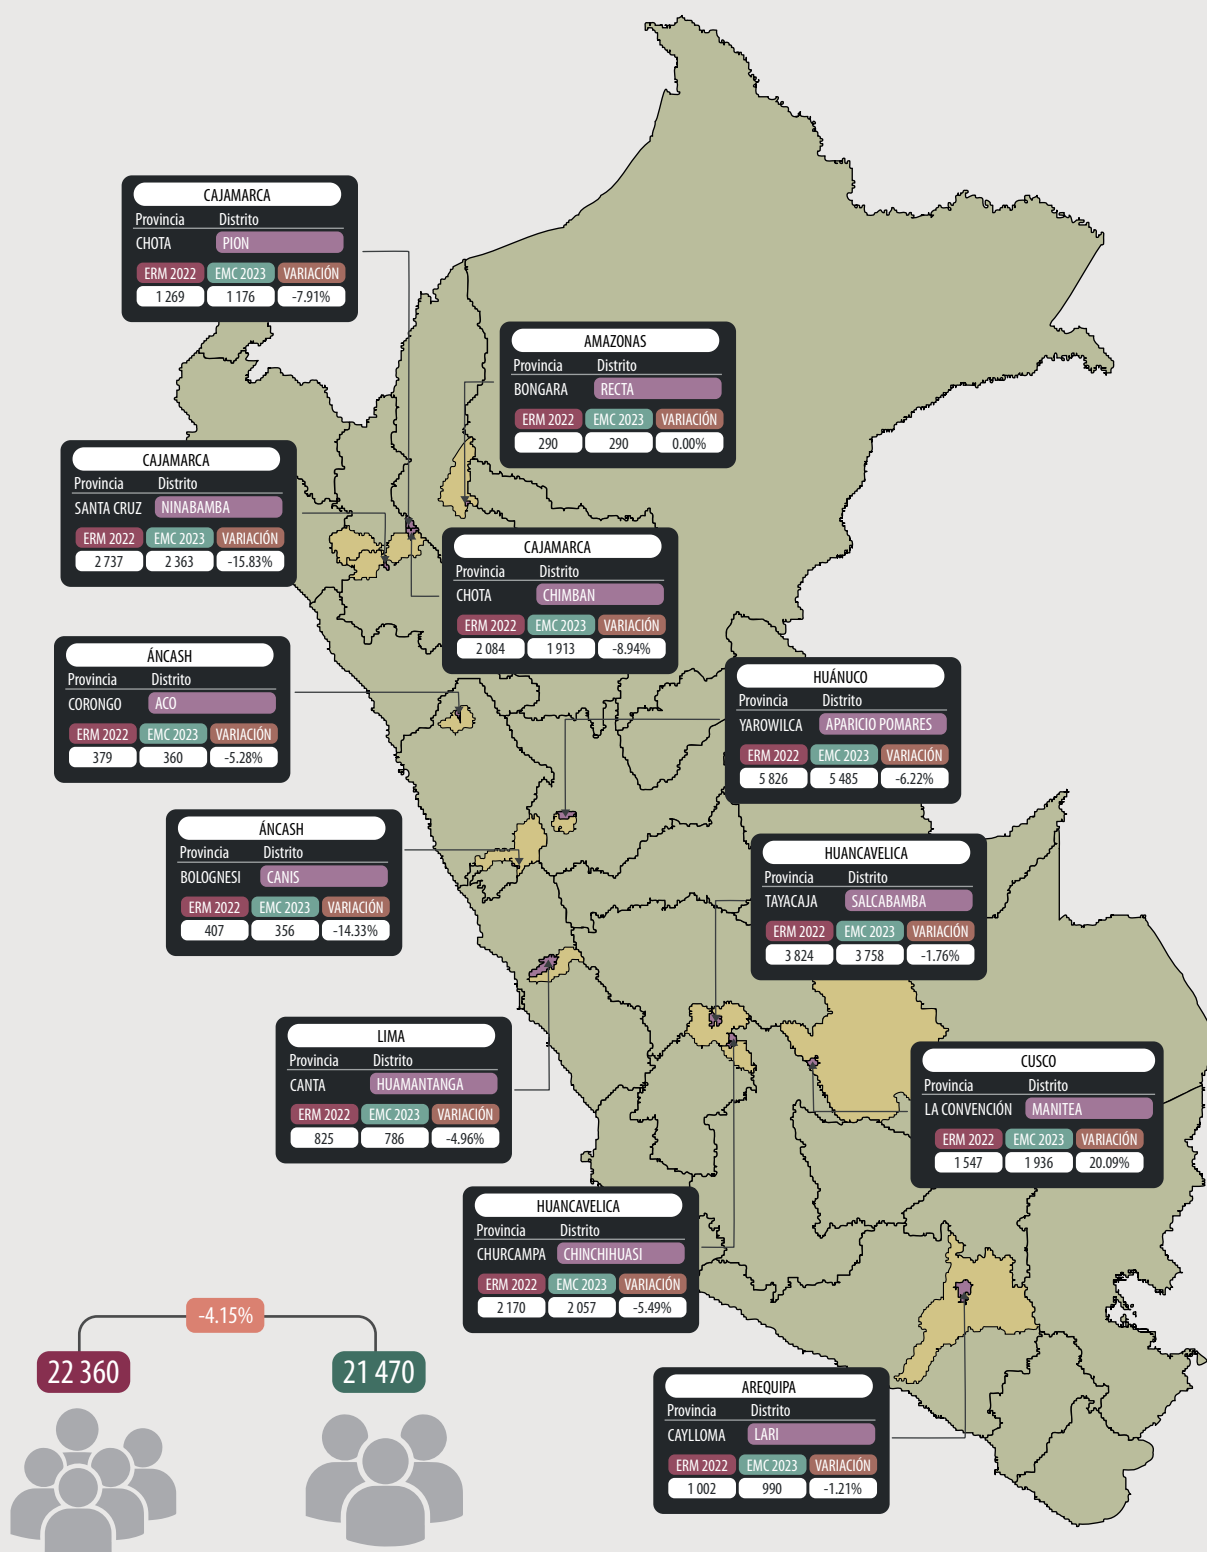 CAJAMARCA
Provincia Distrito
CHOTA PION
ERM 2022 EMC 2023 VARIACIÓN
1 269 1 176 -7.91%
AMAZONAS
Provincia Distrito
BONGARA RECTA
ERM 2022 EMC 2023 VARIACIÓN
290 290 0.00%
CAJAMARCA
Provincia Distrito
SANTA CRUZ NINABAMBA
ERM 2022 EMC 2023 VARIACIÓN
2 737 2 363 -15.83%
CAJAMARCA
Provincia Distrito
CHOTA CHIMBAN
ERM 2022 EMC 2023 VARIACIÓN
2 084 1 913 -8.94%
ÁNCASH
Provincia Distrito
CORONGO ACO
ERM 2022 EMC 2023 VARIACIÓN
379 360 -5.28%
HUÁNUCO
Provincia Distrito
YAROWILCA APARICIO POMARES
ERM 2022 EMC 2023 VARIACIÓN
5 826 5 485 -6.22%
ÁNCASH
Provincia Distrito
BOLOGNESI CANIS
ERM 2022 EMC 2023 VARIACIÓN
407 356 -14.33%
HUANCAVELICA
Provincia Distrito
TAYACAJA SALCABAMBA
ERM 2022 EMC 2023 VARIACIÓN
3 824 3 758 -1.76%
LIMA
Provincia Distrito
CANTA HUAMANTANGA
ERM 2022 EMC 2023 VARIACIÓN
825 786 -4.96%
CUSCO
Provincia Distrito
LA CONVENCIÓN MANITEA
ERM 2022 EMC 2023 VARIACIÓN
1 547 1 936 20.09%
HUANCAVELICA
Provincia Distrito
CHURCAMPA CHINCHIHUASI
ERM 2022 EMC 2023 VARIACIÓN
2 170 2 057 -5.49%
-4.15%
22 360 21 470
AREQUIPA
Provincia Distrito
CAYLLOMA LARI
ERM 2022 EMC 2023 VARIACIÓN
1 002 990 -1.21%